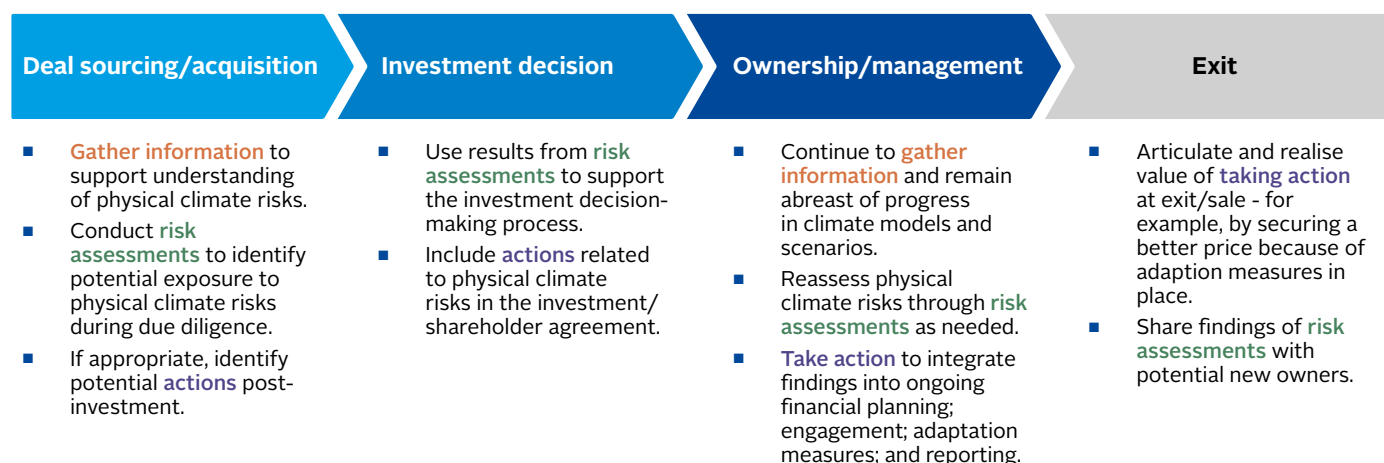 Deal sourcing/acquisition
Investment decision
Ownership/management
Exit
■ Gather information to
support understanding
of physical climate risks.
■ Conduct risk
assessments to identify
potential exposure to
physical climate risks
during due diligence.
■ If appropriate, identify
potential actions post-
investment.
■ Use results from risk
assessments to support
the investment decision-
making process.
■ Include actions related
to physical climate
risks in the investment/
shareholder agreement.
■ Continue to gather
information and remain
abreast of progress
in climate models and
scenarios.
■ Reassess physical
climate risks through risk
assessments as needed.
■ Take action to integrate
findings into ongoing
financial planning;
engagement; adaptation
measures; and reporting.
■ Articulate and realise
value of taking action
at exit/sale - for
example, by securing a
better price because of
adaption measures in
place.
■ Share findings of risk
assessments with
potential new owners.